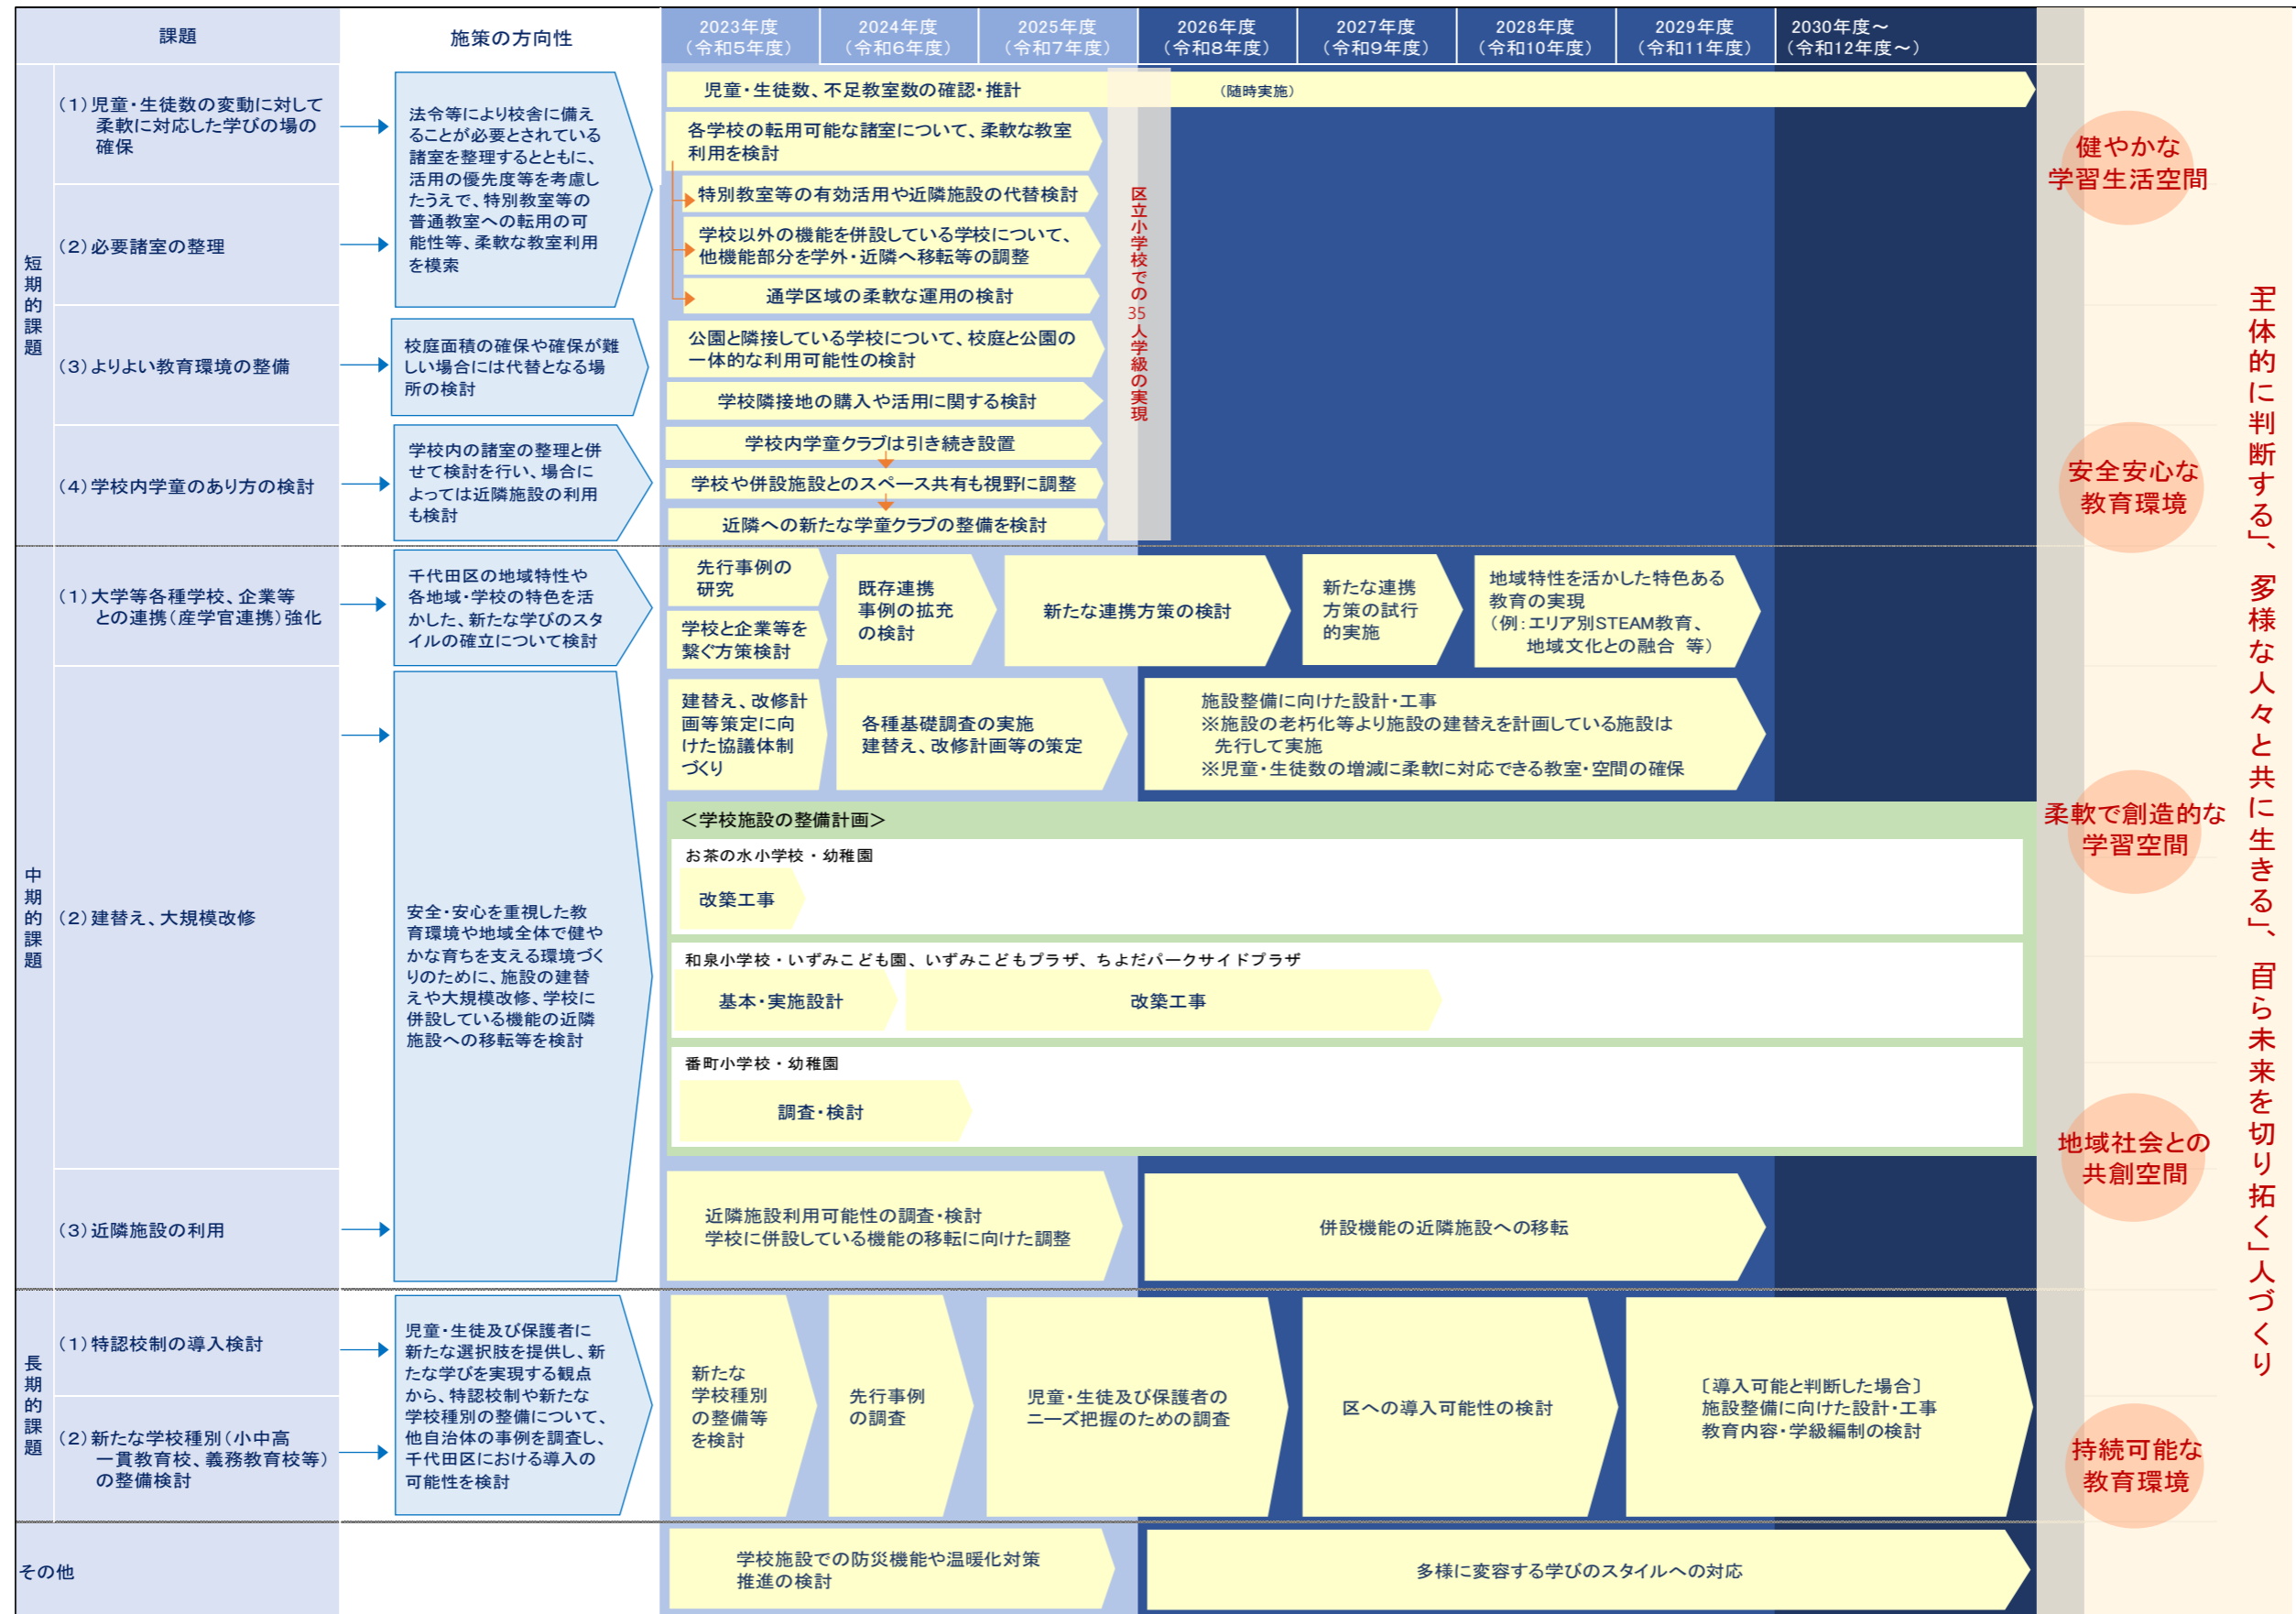 課題
施策の方向性
2023年度
（令和5年度）
2024年度
（令和6年度）
2025年度
（令和7年度）
2026年度
（令和8年度）
2027年度
（令和9年度）
2028年度
（令和10年度）
2029年度
（令和11年度）
2030年度～
（令和12年度～）
短期的課題
（1）児童・生徒数の変動に対して
柔軟に対応した学びの場の
確保
（2）必要諸室の整理
（3）よりよい教育環境の整備
（4）学校内学童のあり方の検討
法令等により校舎に備え
ることが必要とされている
諸室を整理するとともに、
活用の優先度等を考慮し
たうえで、特別教室等の
普通教室への転用の可
能性等、柔軟な教室利用
を模索
校庭面積の確保や確保が難
しい場合には代替となる場
所の検討
学校内の諸室の整理と併
せて検討を行い、場合に
よっては近隣施設の利用
も検討
児童・生徒数、不足教室数の確認・推計
（随時実施）
各学校の転用可能な諸室について、柔軟な教室
利用を検討
特別教室等の有効活用や近隣施設の代替検討
学校以外の機能を併設している学校について、
他機能部分を学外・近隣へ移転等の調整
通学区域の柔軟な運用の検討
公園と隣接している学校について、校庭と公園の
一体的な利用可能性の検討
学校隣接地の購入や活用に関する検討
学校内学童クラブは引き続き設置
学校や併設施設とのスペース共有も視野に調整
近隣への新たな学童クラブの整備を検討
区立小学校での35人学級の実現
中期的課題
（1）大学等各種学校、企業等
との連携（産学官連携）強化
（2）建替え、大規模改修
（3）近隣施設の利用
千代田区の地域特性や
各地域・学校の特色を活
かした、新たな学びのスタ
イルの確立について検討
安全・安心を重視した教
育環境や地域全体で健や
かな育ちを支える環境づく
りのために、施設の建替
えや大規模改修、学校に
併設している機能の近隣
施設への移転等を検討
先行事例の
研究
学校と企業等を
繋ぐ方策検討
既存連携
事例の拡充
の検討
新たな連携方策の検討
新たな連携
方策の試行
的実施
地域特性を活かした特色ある
教育の実現
（例：エリア別STEAM教育、
地域文化との融合 等）
建替え、改修計
画等策定に向
けた協議体制
づくり
各種基礎調査の実施
建替え、改修計画等の策定
施設整備に向けた設計・工事
※施設の老朽化等より施設の建替えを計画している施設は
先行して実施
※児童・生徒数の増減に柔軟に対応できる教室・空間の確保
＜学校施設の整備計画＞
お茶の水小学校・幼稚園
改築工事
和泉小学校・いずみこども園、いずみこどもプラザ、ちよだパークサイドプラザ
基本・実施設計
改築工事
番町小学校・幼稚園
調査・検討
近隣施設利用可能性の調査・検討
学校に併設している機能の移転に向けた調整
併設機能の近隣施設への移転
長期的課題
（1）特認校制の導入検討
（2）新たな学校種別（小中高
一貫教育校、義務教育校等）
の整備検討
児童・生徒及び保護者に
新たな選択肢を提供し、新
たな学びを実現する観点
から、特認校制や新たな
学校種別の整備について、
他自治体の事例を調査し、
千代田区における導入の
可能性を検討
新たな
学校種別
の整備等
を検討
先行事例
の調査
児童・生徒及び保護者の
ニーズ把握のための調査
区への導入可能性の検討
〔導入可能と判断した場合〕
施設整備に向けた設計・工事
教育内容・学級編制の検討
その他
学校施設での防災機能や温暖化対策
推進の検討
多様に変容する学びのスタイルへの対応
健やかな
学習生活空間
安全安心な
教育環境
柔軟で創造的な
学習空間
地域社会との
共創空間
持続可能な
教育環境
「主体的に判断する」、「多様な人々と共に生きる」、「自ら未来を切り拓く」人づくり